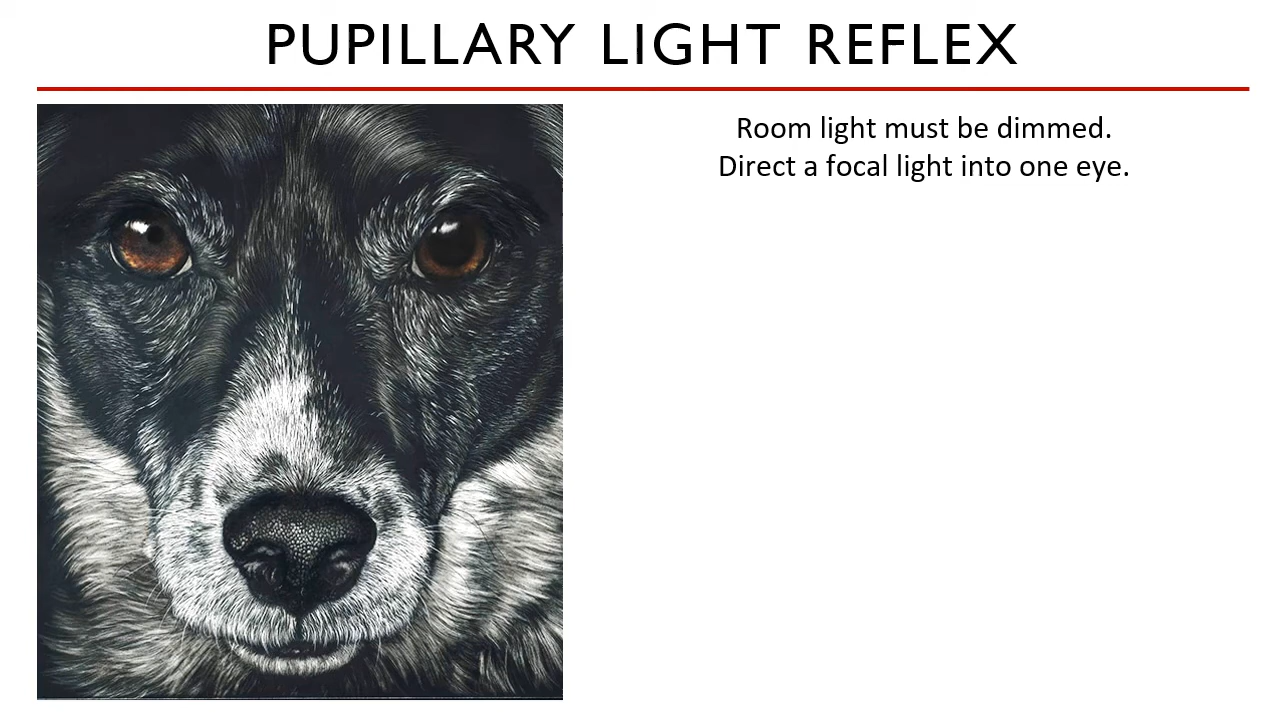 PUPILLARY LIGHT REFLEX
Room light must be dimmed.
Direct a focal light into one eye.